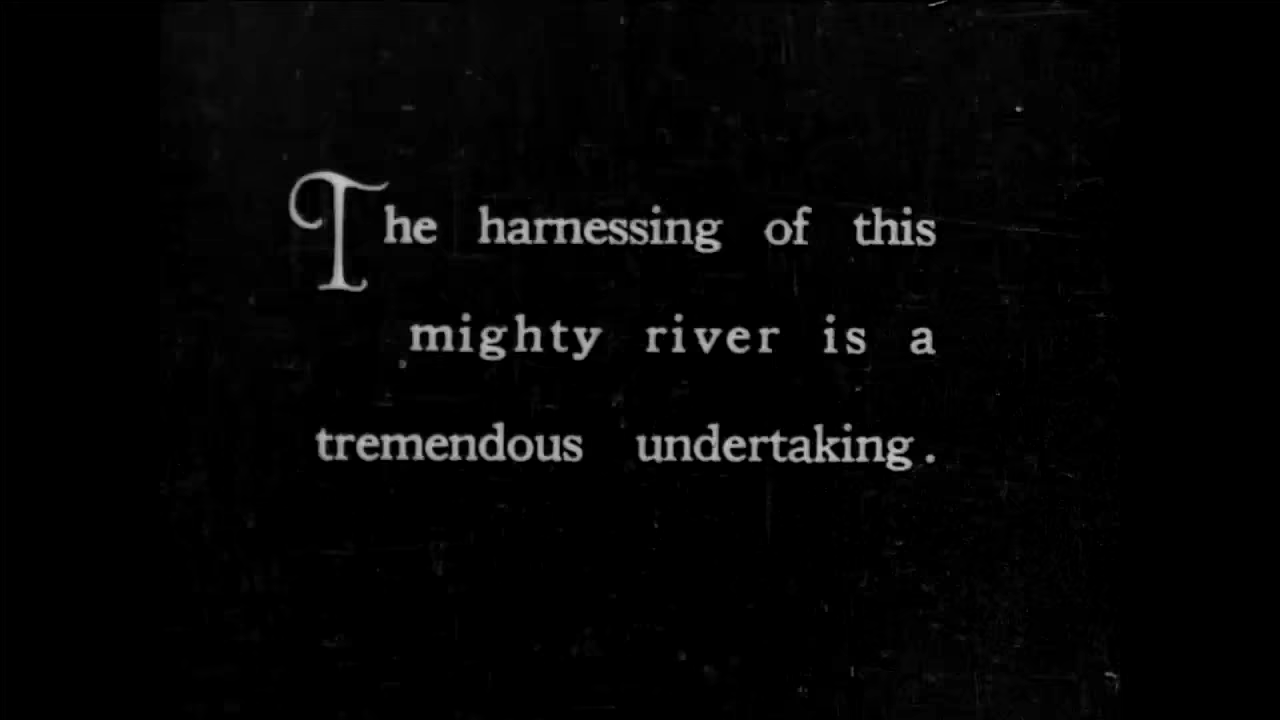 The harnessing of this
mighty river is a
tremendous undertaking.